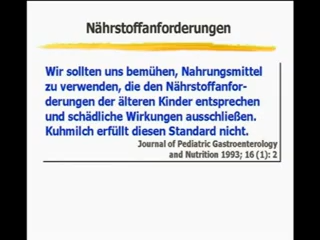 Nährstoffanforderungen
Wir sollten uns bemühen, Nahrungsmittel
zu verwenden, die den Nährstoffanfor-
derungen der älteren Kinder entsprechen
und schädliche Wirkungen ausschließen.
Kuhmilch erfüllt diesen Standard nicht.
Journal of Pediatric Gastroenterology
and Nutrition 1993; 16 (1): 2